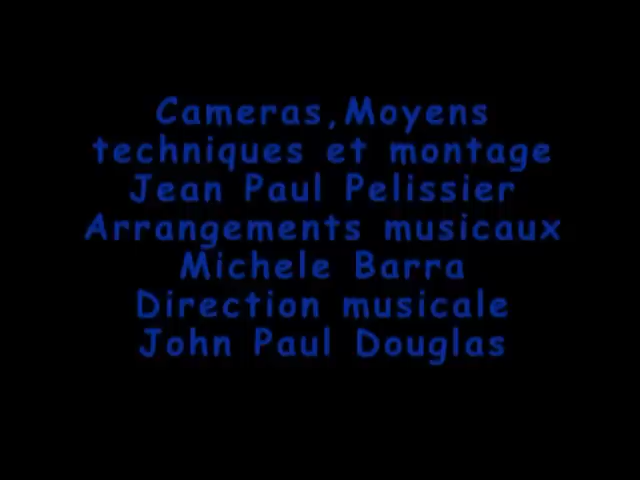 Cameras,Moyens
techniques et montage
Jean Paul Pelissier
Arrangements musicaux
Michele Barra
Direction musicale
John Paul Douglas